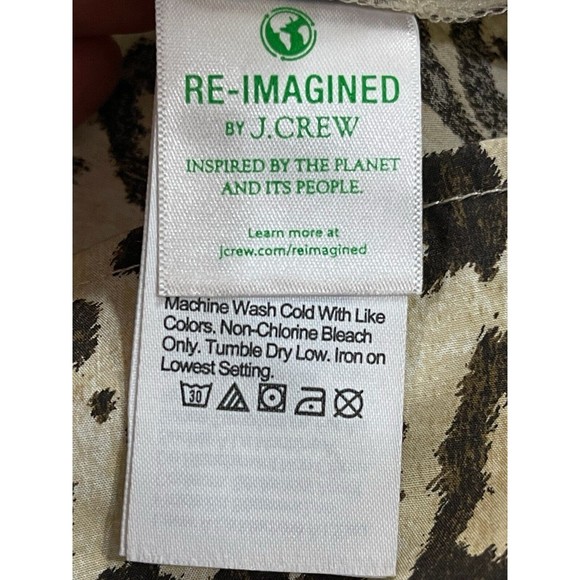 RE-IMAGINED
BY J.CREW
INSPIRED BY THE PLANET
AND ITS PEOPLE.
Learn more at
jcrew.com/reimagined
Machine Wash Cold With Like
Colors. Non-Chlorine Bleach
Only. Tumble Dry Low. Iron on
Lowest Setting.
30